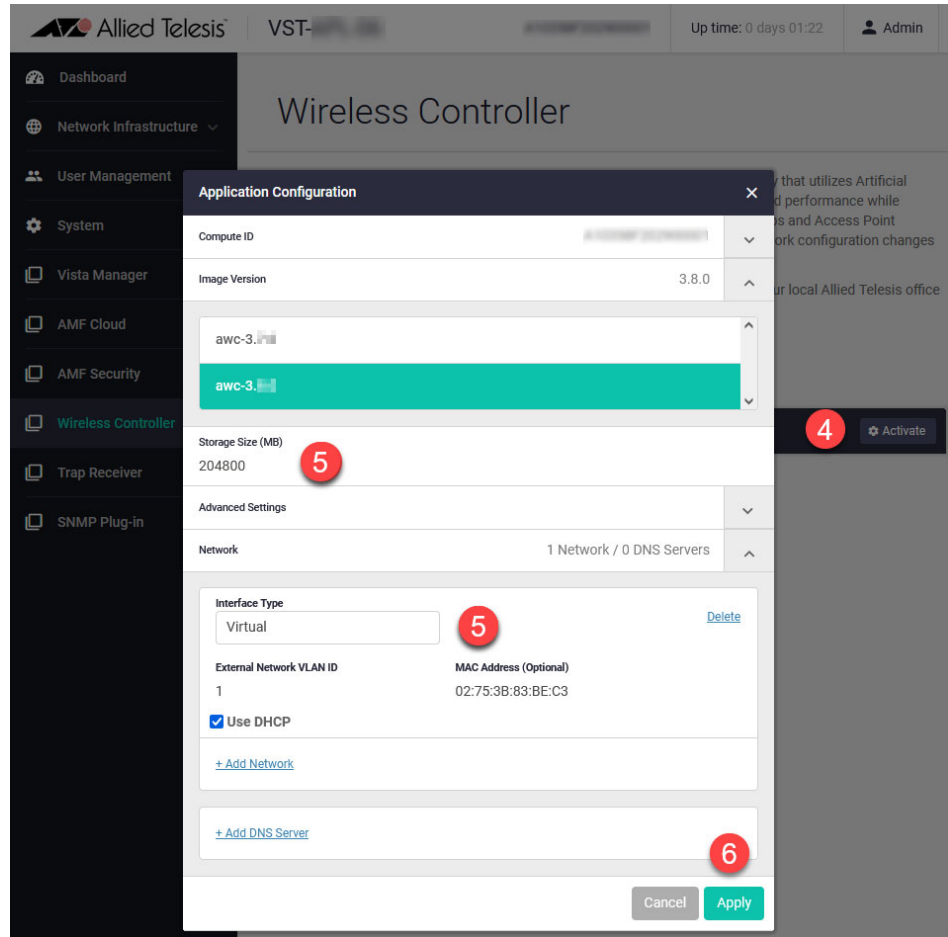 Allied Telesis
VST-
Up time: 0 days 01:22
Admin
Dashboard
Network Infrastructure
User Management
System
Vista Manager
AMF Cloud
AMF Security
Wireless Controller
Trap Receiver
SNMP Plug-in
Wireless Controller
that utilizes Artificial
performance while
and Access Point
configuration changes
local Allied Telesis office
4
Activate
Application Configuration
Compute ID
Image Version 3.8.0
awc-3.
awc-3.
Storage Size (MB)
204800
5
Advanced Settings
Network 1 Network / 0 DNS Servers
Interface Type
Virtual
5
Delete
External Network VLAN ID MAC Address (Optional)
1 02:75:3B:83:BE:C3
Use DHCP
+ Add Network
+ Add DNS Server
6
Cancel Apply